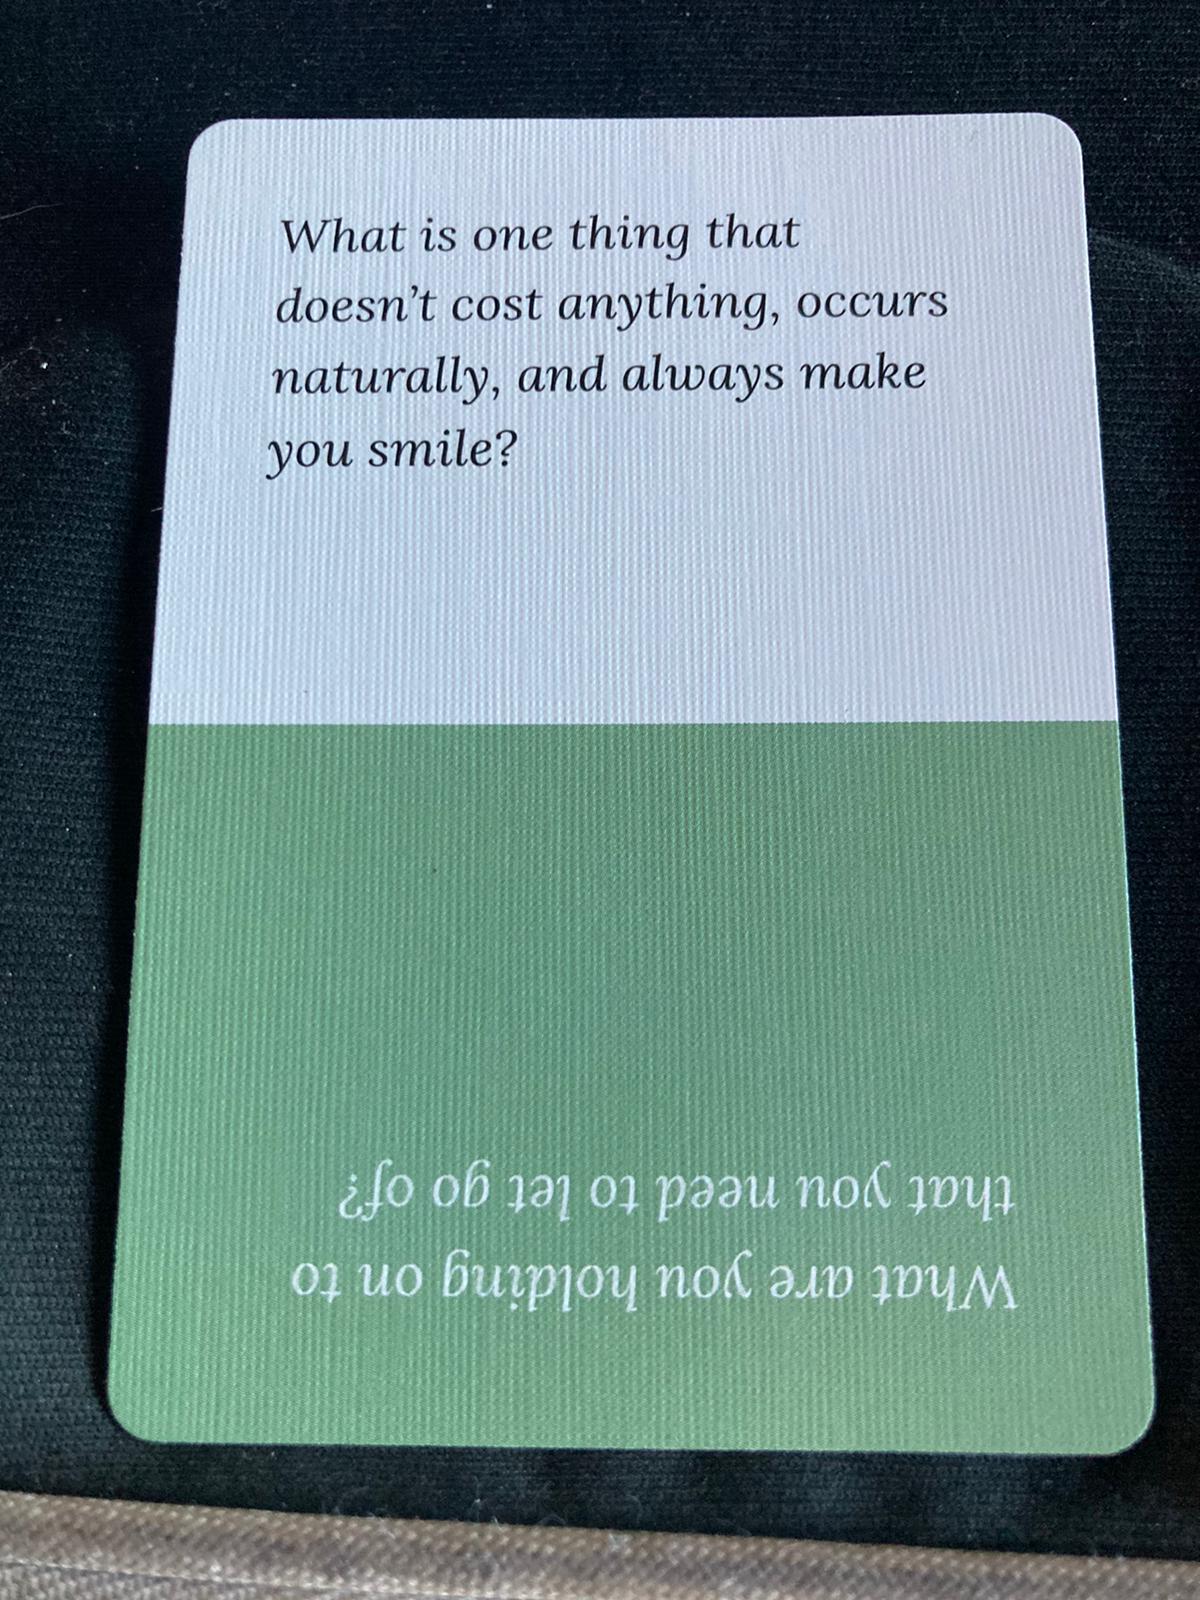 What is one thing that
doesn't cost anything, occurs
naturally, and always make
you smile?
What are you holding on to
that you need to let go of?